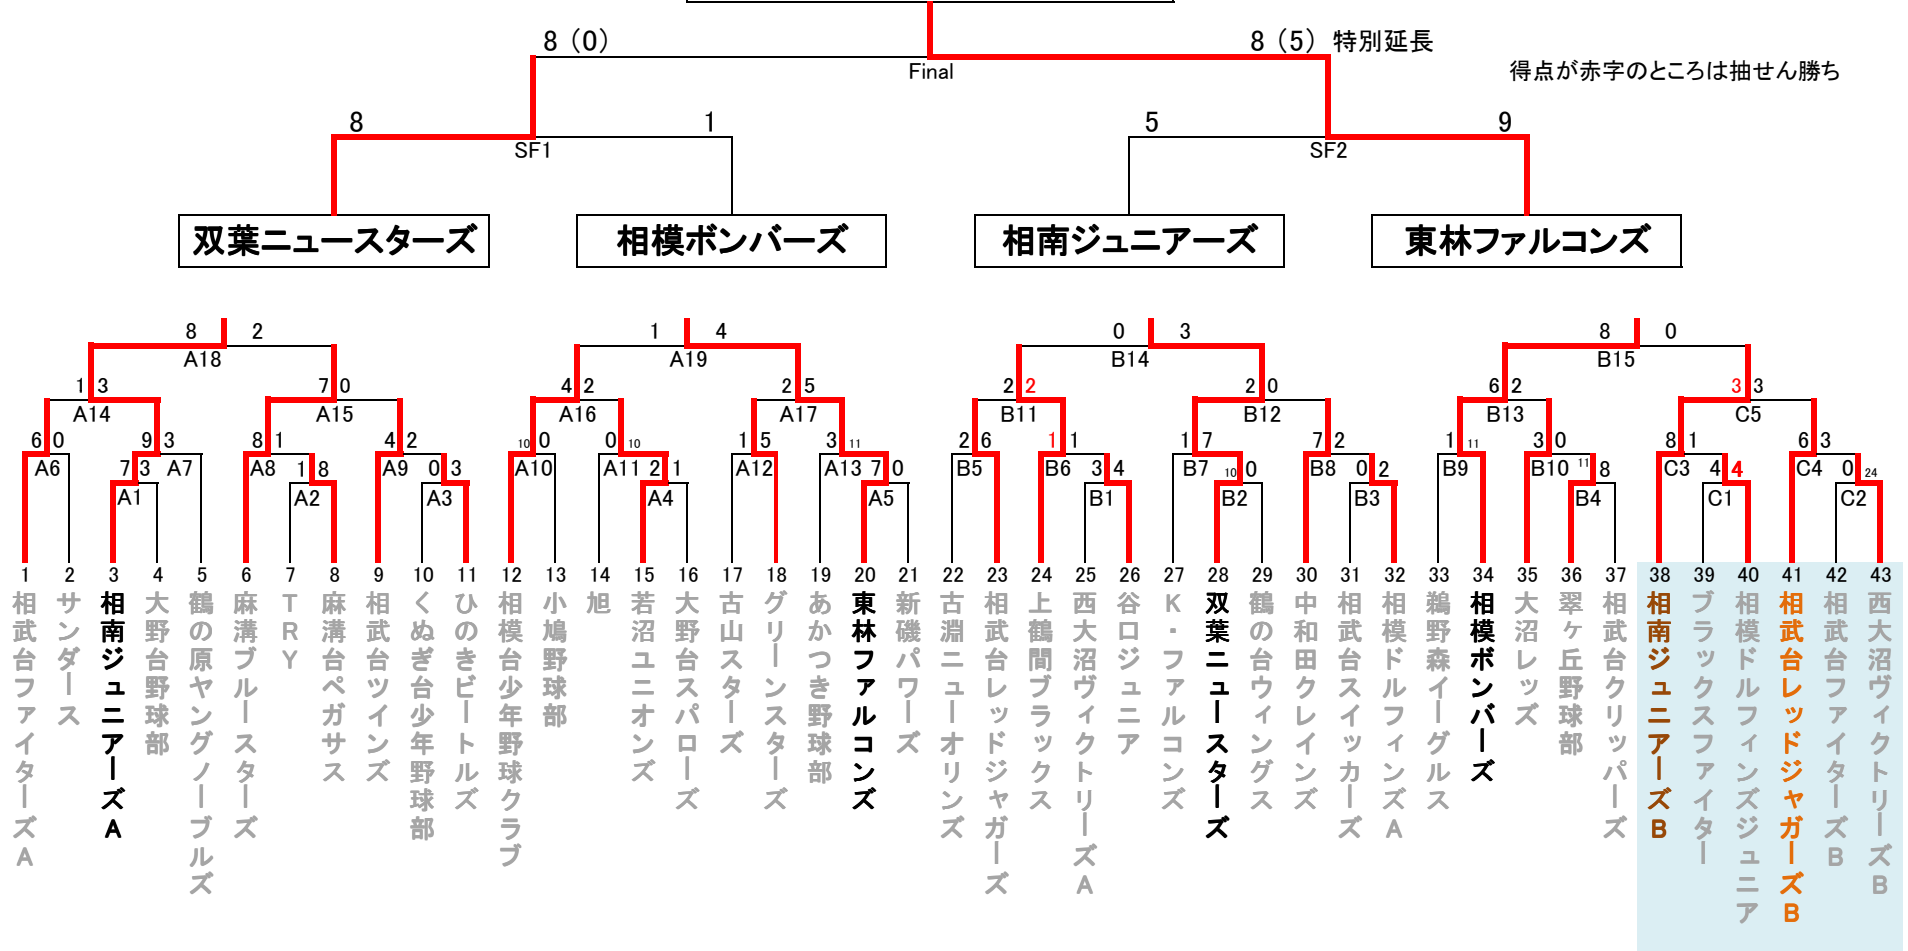 8 (0)
8 (5) 特別延長
Final
得点が赤字のところは抽せん勝ち
8 1 5 9
SF1 SF2
双葉ニュースターズ 相模ボンバーズ 相南ジュニアーズ 東林ファルコンズ
8 2 1 4 0 3 8 0
A18 A19 B14 B15
1 3 7 0 4 2 2 5 2 2 2 0 6 2 3 3
A14 A15 A16 A17 B11 B12 B13 C5
6 0 9 3 8 1 4 2 10 0 0 10 1 5 3 11 2 6 1 1 1 7 7 2 1 11 3 0 8 1 6 3
A6 A7 A8 A9 A10 A11 A12 A13 B5 B6 B7 B8 B9 B10 C3 C4
7 3 1 8 0 3 2 1 7 0 3 4 10 0 0 2 11 8 4 4 0 24
A1 A2 A3 A4 A5 B1 B2 B3 B4 C1 C2
1 相武台ファイターズA
2 サンダース
3 相南ジュニアーズA
4 大野台野球部
5 鶴の原ヤングノーブルズ
6 麻溝ブルースターズ
7 TRY
8 麻溝台ペガサス
9 相武台ツインズ
10 くぬぎ台少年野球部
11 ひのきビートルズ
12 相模台少年野球クラブ
13 小鳩野球部
14 旭
15 若沼ユニオンズ
16 大野台スパローズ
17 古山スターズ
18 グリーンスターズ
19 あかつき野球部
20 東林ファルコンズ
21 新磯パワーズ
22 古淵ニューオリンズ
23 相武台レッドジャガーズ
24 上鶴間ブラックス
25 西大沼ヴィクトリーズA
26 谷口ジュニア
27 K・ファルコンズ
28 双葉ニュースターズ
29 鶴の台ウィングス
30 中和田クレインズ
31 相武台スイッカーズ
32 相模ドルフィンズA
33 鵜野森イーグルス
34 相模ボンバーズ
35 大沼レッズ
36 翠ヶ丘野球部
37 相武台クリッパーズ
38 相南ジュニアーズB
39 ブラックスファイター
40 相模ドルフィンズジュニア
41 相武台レッドジャガーズB
42 相武台ファイターズB
43 西大沼ヴィクトリーズB